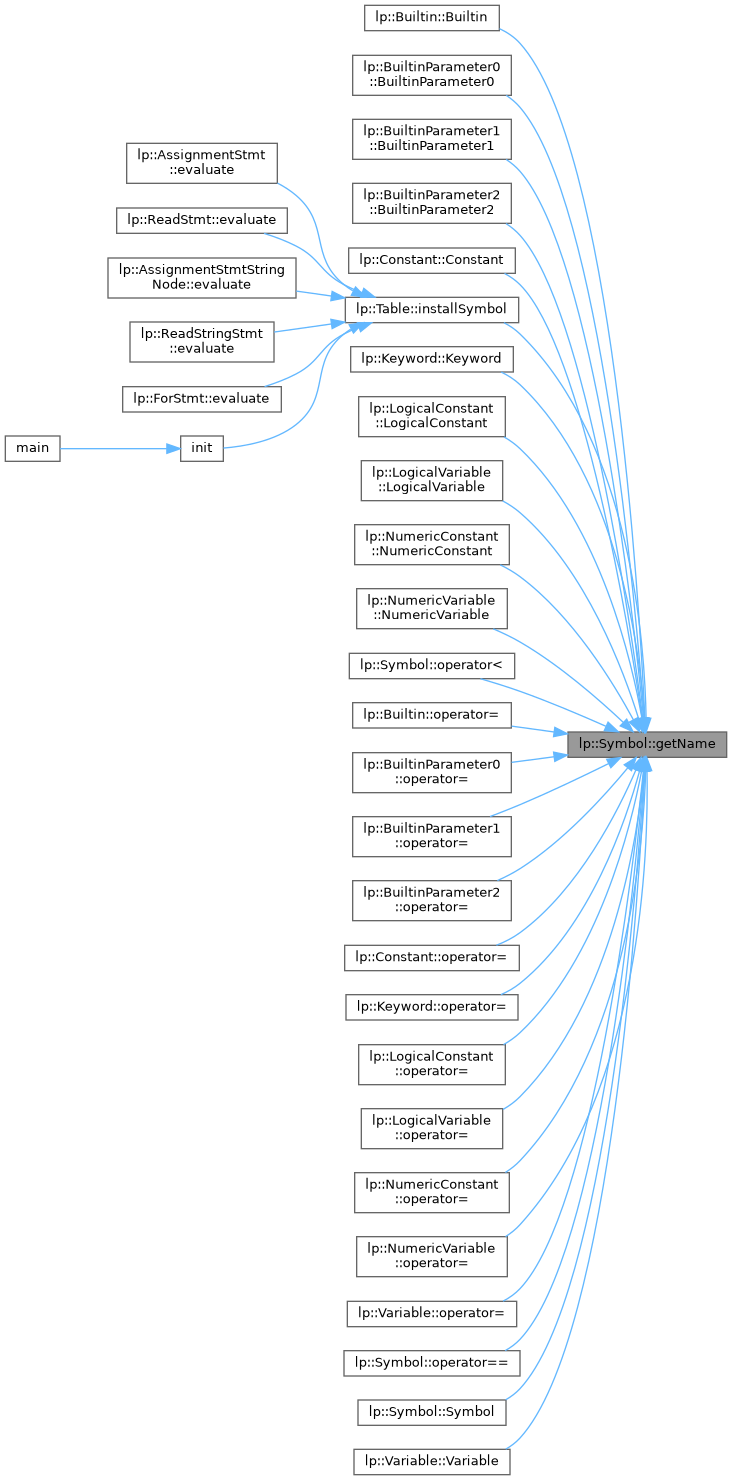 lp::Builtin::Builtin
lp::BuiltinParameter0
::BuiltinParameter0
lp::BuiltinParameter1
::BuiltinParameter1
lp::BuiltinParameter2
::BuiltinParameter2
lp::Constant::Constant
lp::AssignmentStmt
::evaluate
lp::ReadStmt::evaluate
lp::AssignmentStmtString
Node::evaluate
lp::ReadStringStmt
::evaluate
lp::ForStmt::evaluate
main
init
lp::Table::installSymbol
lp::Keyword::Keyword
lp::LogicalConstant
::LogicalConstant
lp::LogicalVariable
::LogicalVariable
lp::NumericConstant
::NumericConstant
lp::NumericVariable
::NumericVariable
lp::Symbol::operator<
lp::Builtin::operator=
lp::BuiltinParameter0
::operator=
lp::BuiltinParameter1
::operator=
lp::BuiltinParameter2
::operator=
lp::Constant::operator=
lp::Keyword::operator=
lp::LogicalConstant
::operator=
lp::LogicalVariable
::operator=
lp::NumericConstant
::operator=
lp::NumericVariable
::operator=
lp::Variable::operator=
lp::Symbol::operator==
lp::Symbol::Symbol
lp::Variable::Variable
lp::Symbol::getName